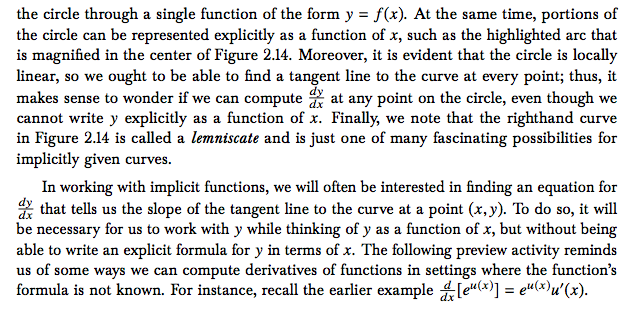 the circle through a single function of the form y = f(x). At the same time, portions of
the circle can be represented explicitly as a function of x, such as the highlighted arc that
is magnified in the center of Figure 2.14. Moreover, it is evident that the circle is locally
linear, so we ought to be able to find a tangent line to the curve at every point; thus, it
makes sense to wonder if we can compute dy/dx at any point on the circle, even though we
cannot write y explicitly as a function of x. Finally, we note that the righthand curve
in Figure 2.14 is called a lemniscate and is just one of many fascinating possibilities for
implicitly given curves.
In working with implicit functions, we will often be interested in finding an equation for
dy/dx that tells us the slope of the tangent line to the curve at a point (x,y). To do so, it will
be necessary for us to work with y while thinking of y as a function of x, but without being
able to write an explicit formula for y in terms of x. The following preview activity reminds
us of some ways we can compute derivatives of functions in settings where the function's
formula is not known. For instance, recall the earlier example d/dx[e^{u(x)}] = e^{u(x)}u′(x).